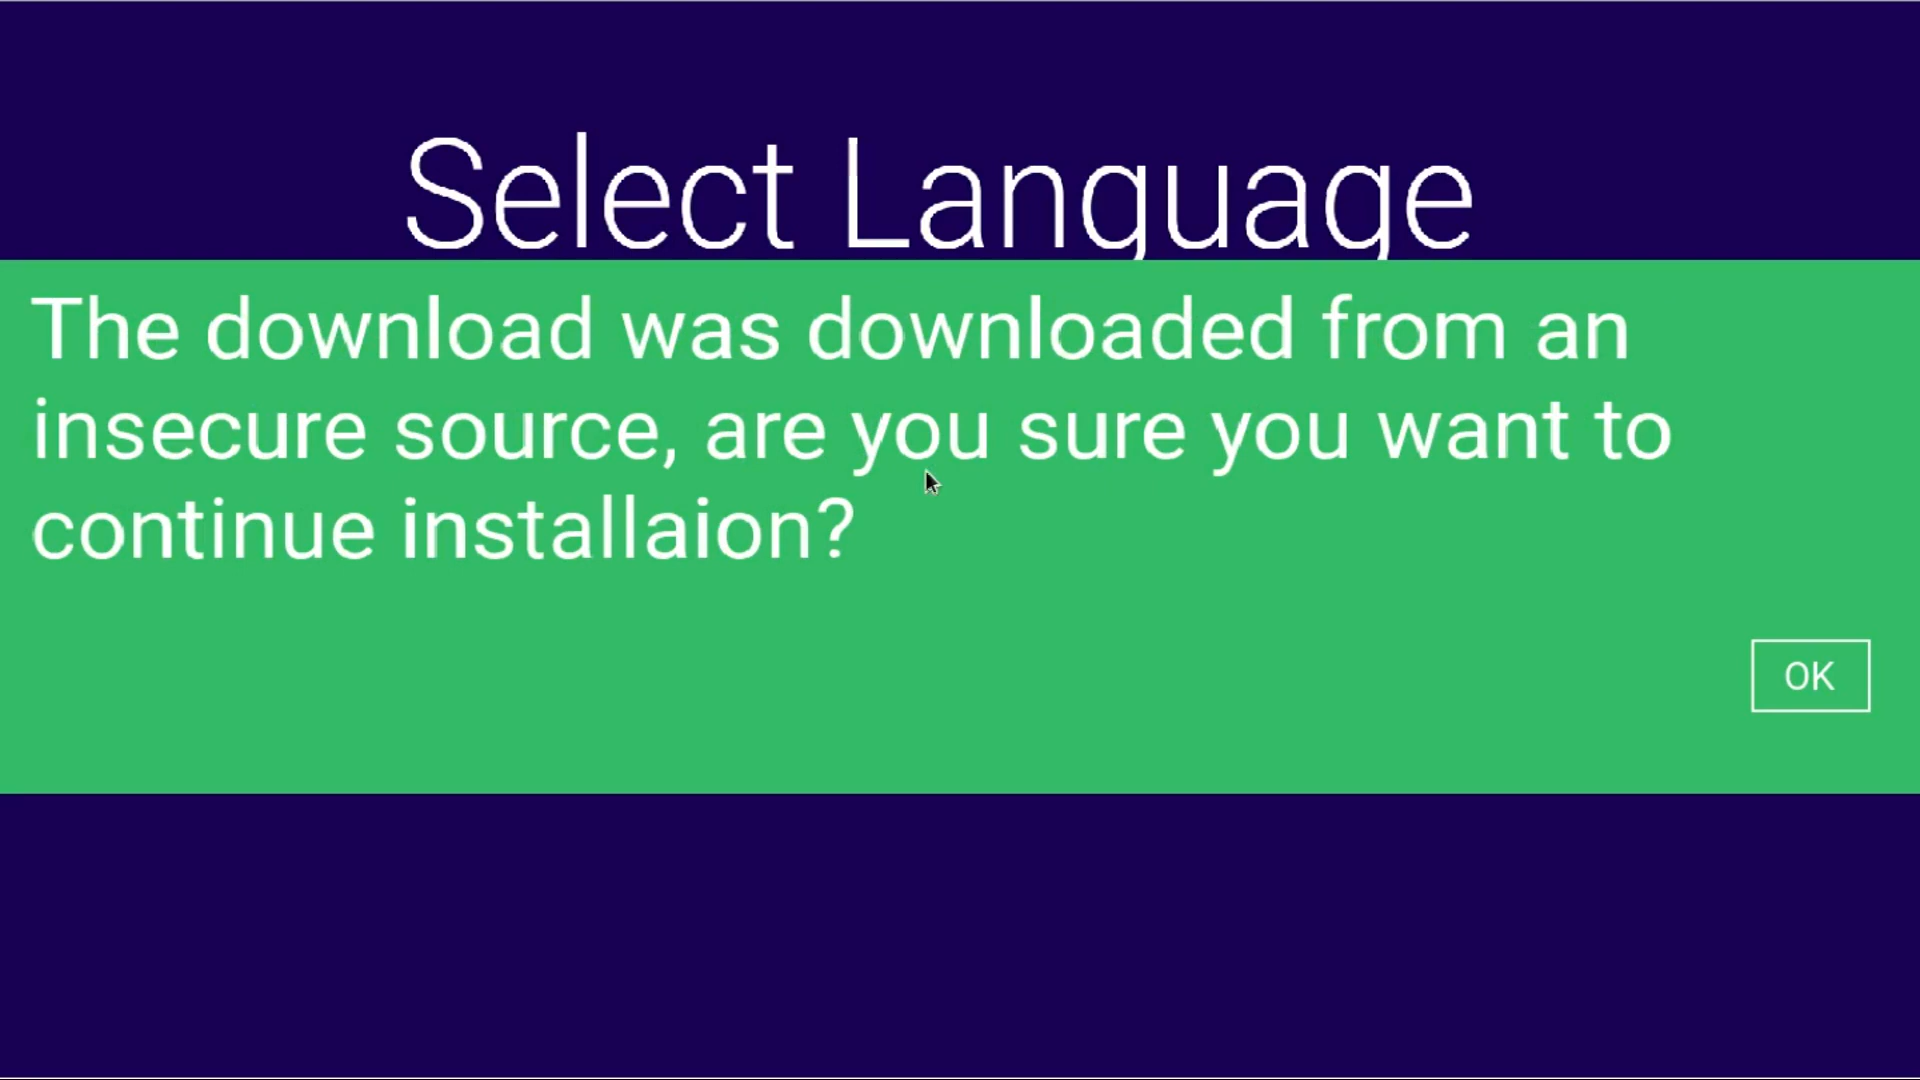 Select Language
The download was downloaded from an
insecure source, are you sure you want to
continue installaion?
OK